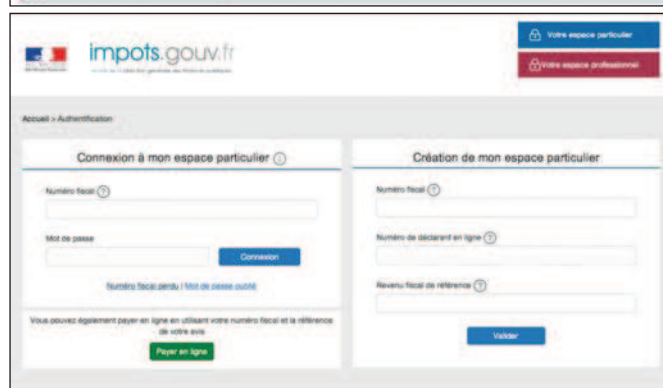 impots.gouv.fr
Votre espace particulier
Votre espace professionnel
Accueil > Authentification
Connexion à mon espace particulier
Numéro fiscal ?
Mot de passe
Connexion
Numéro fiscal perdu | Mot de passe oublié
Vous pouvez également payer en ligne en utilisant votre numéro fiscal et la référence
de votre avis
Payer en ligne
Création de mon espace particulier
Numéro fiscal ?
Numéro de déclarant en ligne ?
Revenu fiscal de référence ?
Valider